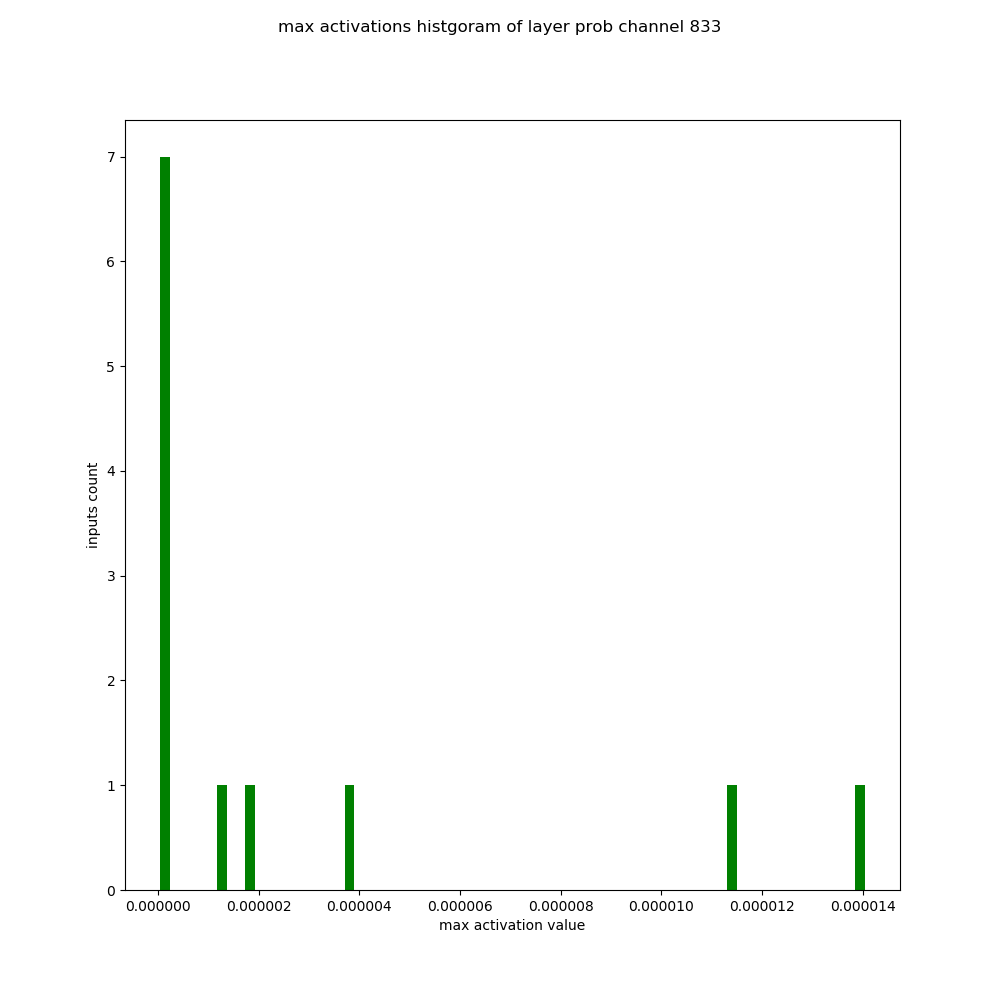 max activations histgoram of layer prob channel 833
7
6
5
4
3
2
1
0
inputs count
0.000000 0.000002 0.000004 0.000006 0.000008 0.000010 0.000012 0.000014
max activation value